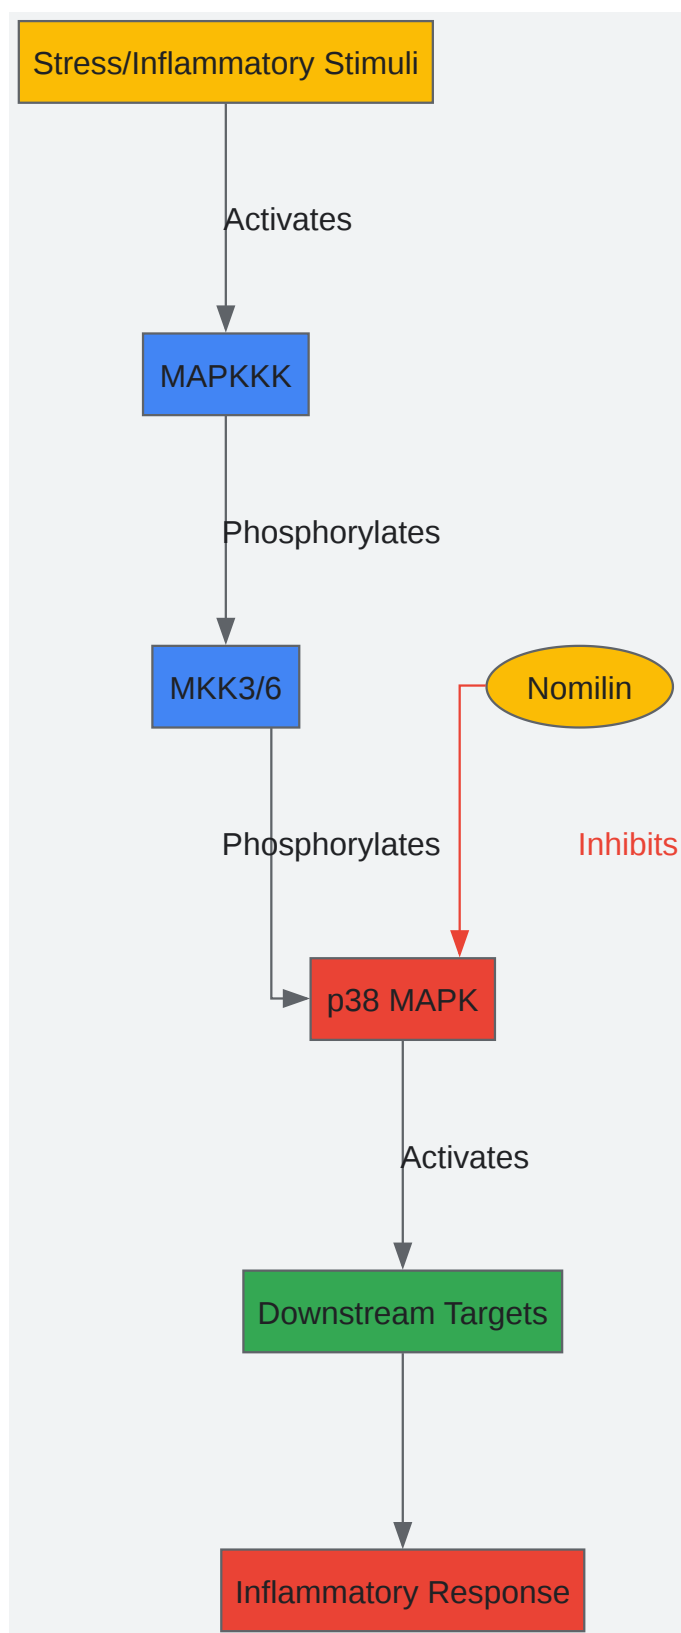 Stress/Inflammatory Stimuli
Activates
MAPKKK
Phosphorylates
MKK3/6
Nomilin
Phosphorylates
Inhibits
p38 MAPK
Activates
Downstream Targets
Inflammatory Response